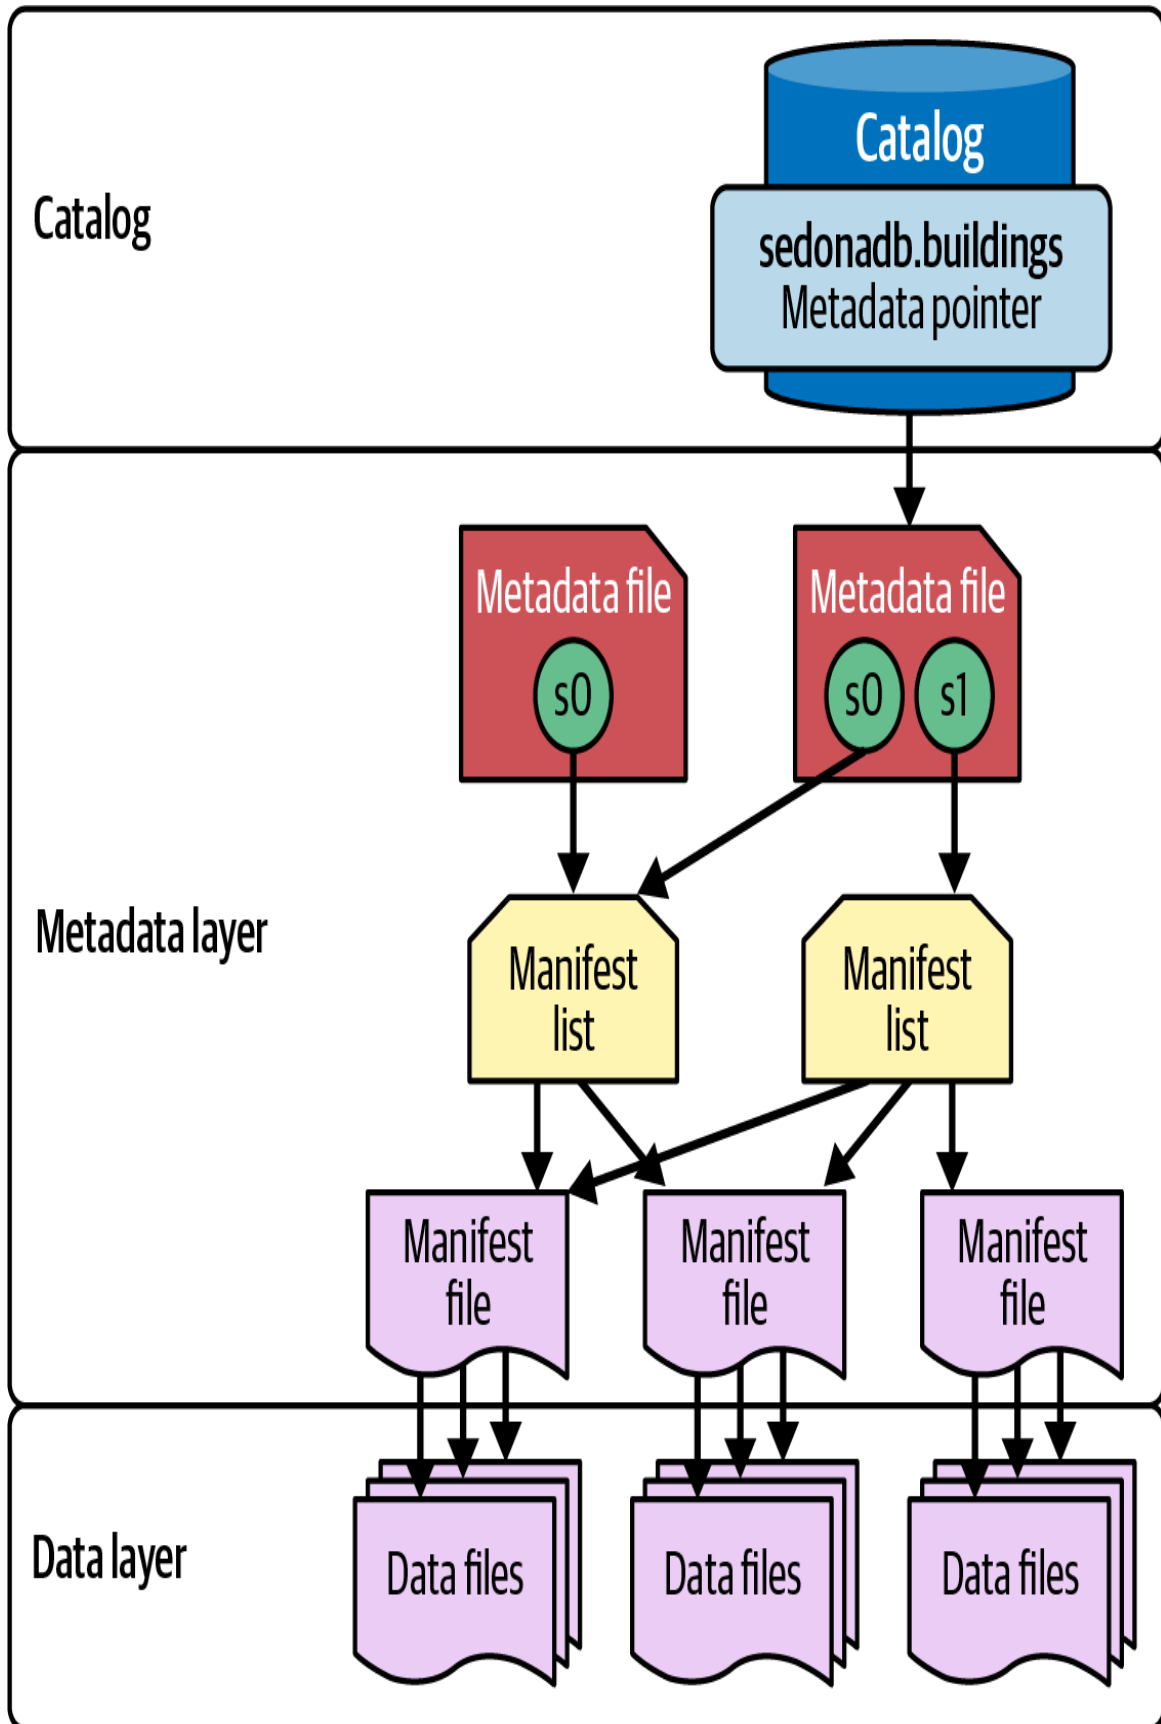 Catalog
Catalog
sedonadb.buildings
Metadata pointer
Metadata layer
Metadata file
s0
Metadata file
s0
s1
Manifest
list
Manifest
list
Manifest
file
Manifest
file
Manifest
file
Data layer
Data files
Data files
Data files